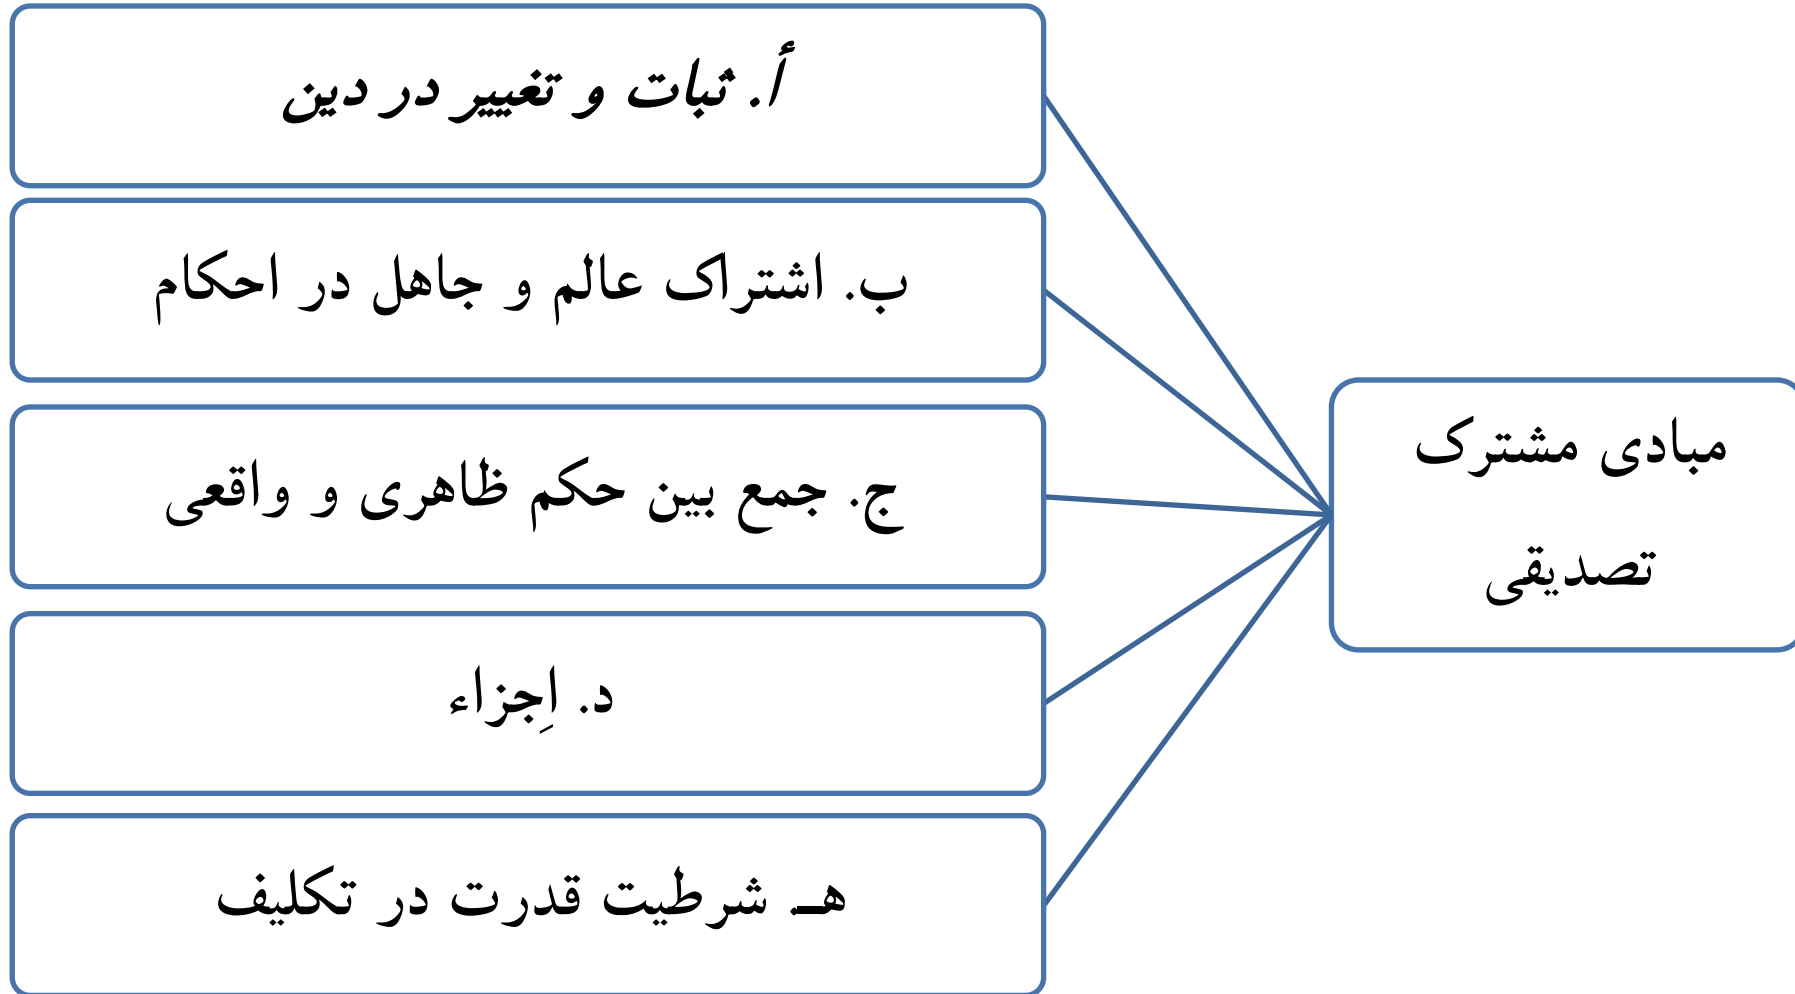 مبادی مشترک
تصدیقی
أ. ثبات و تغییر در دین
ب. اشتراک عالم و جاهل در احکام
ج. جمع بین حکم ظاهری و واقعی
د. اِجزاء
هـ. شرطیت قدرت در تکلیف